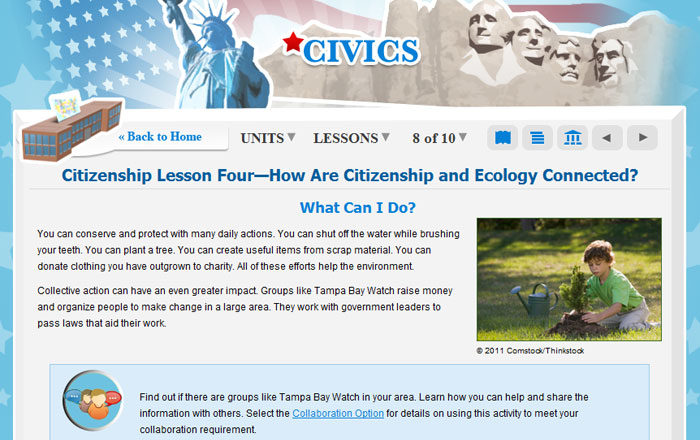 CIVICS
« Back to Home
UNITS
LESSONS
8 of 10
Citizenship Lesson Four—How Are Citizenship and Ecology Connected?
What Can I Do?
You can conserve and protect with many daily actions. You can shut off the water while brushing
your teeth. You can plant a tree. You can create useful items from scrap material. You can
donate clothing you have outgrown to charity. All of these efforts help the environment.
Collective action can have an even greater impact. Groups like Tampa Bay Watch raise money
and organize people to make change in a large area. They work with government leaders to
pass laws that aid their work.
© 2011 Comstock/Thinkstock
Find out if there are groups like Tampa Bay Watch in your area. Learn how you can help and share the
information with others. Select the Collaboration Option for details on using this activity to meet your
collaboration requirement.